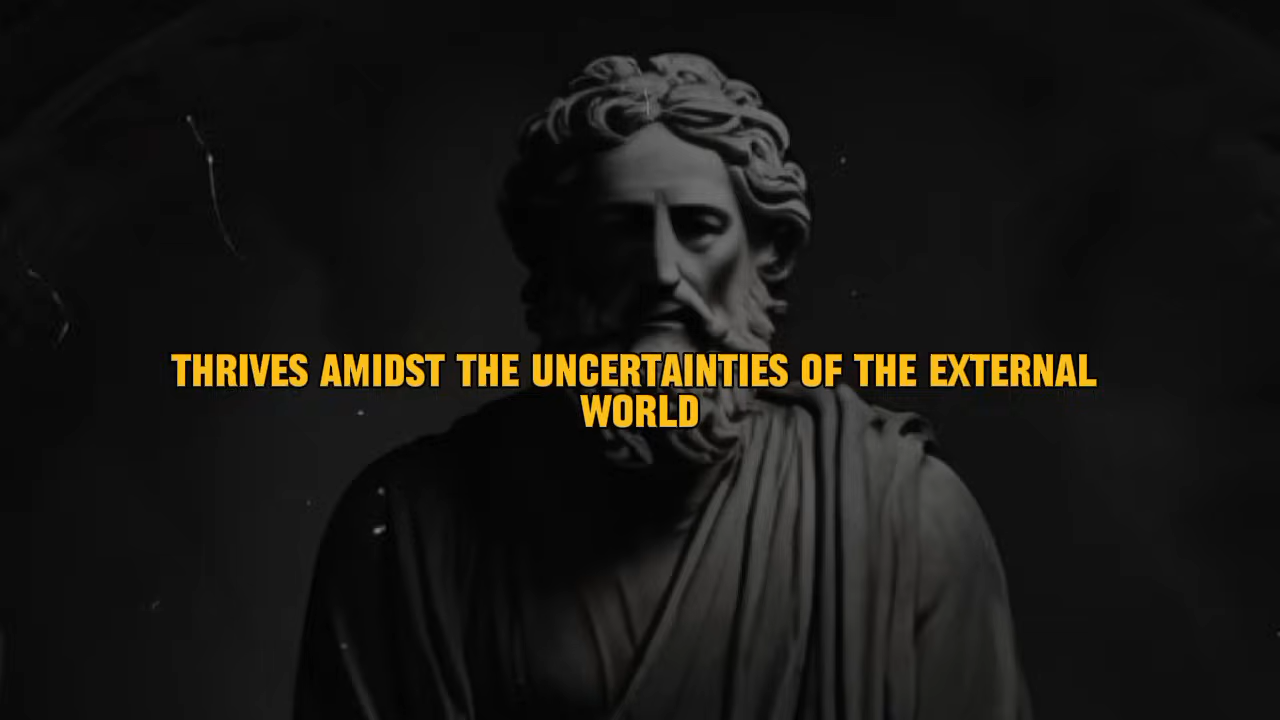 THRIVES AMIDST THE UNCERTAINTIES OF THE EXTERNAL
WORLD